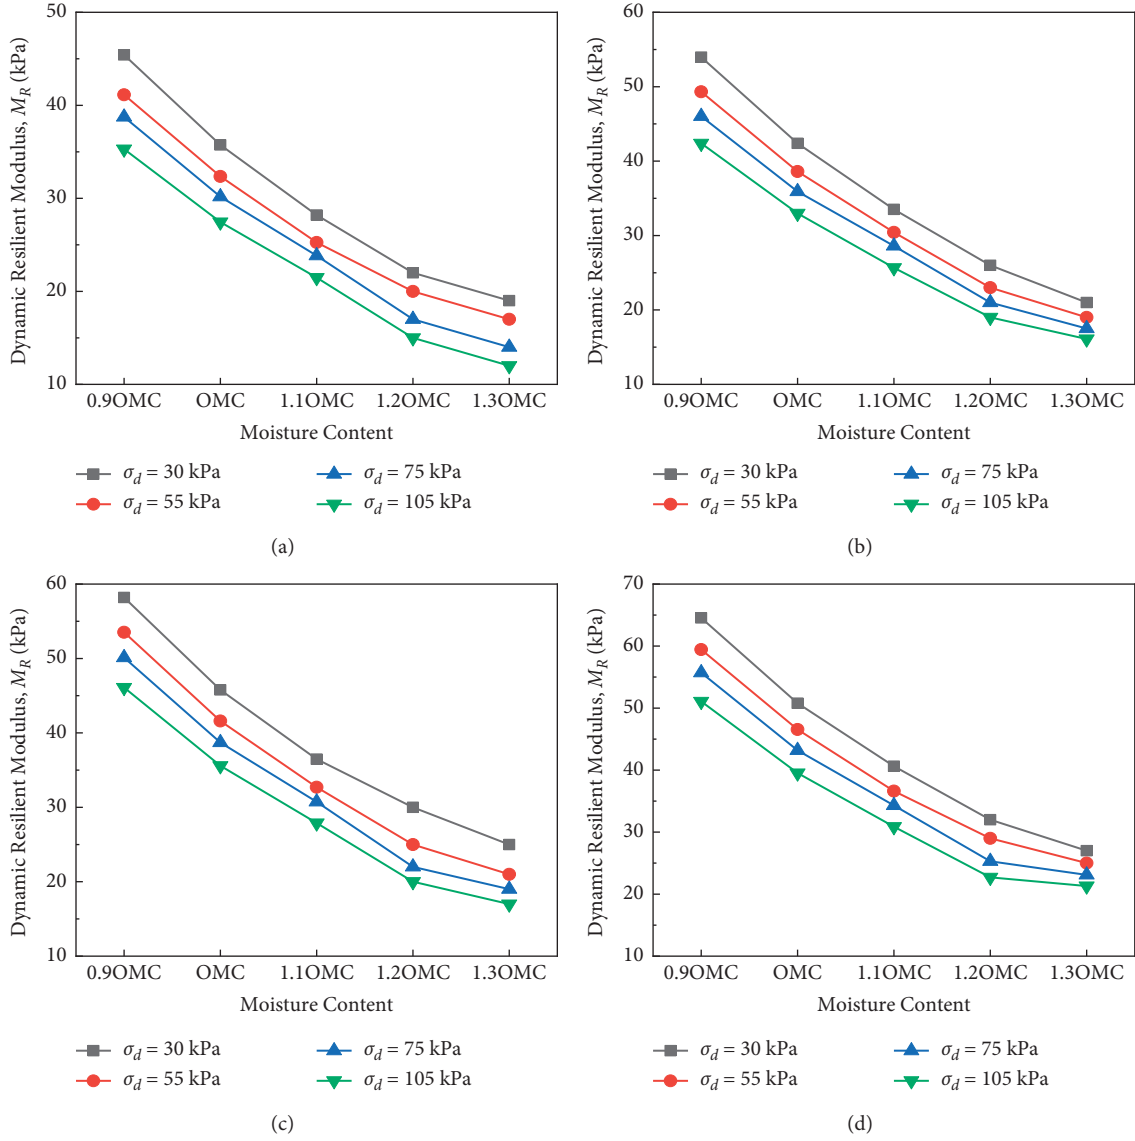 Dynamic Resilient Modulus, M_R (kPa)
50
40
30
20
10
0.9OMC OMC 1.1OMC 1.2OMC 1.3OMC
Moisture Content
σ_d = 30 kPa
σ_d = 75 kPa
σ_d = 55 kPa
σ_d = 105 kPa
(a)
Dynamic Resilient Modulus, M_R (kPa)
60
50
40
30
20
10
0.9OMC OMC 1.1OMC 1.2OMC 1.3OMC
Moisture Content
σ_d = 30 kPa
σ_d = 75 kPa
σ_d = 55 kPa
σ_d = 105 kPa
(b)
Dynamic Resilient Modulus, M_R (kPa)
60
50
40
30
20
10
0.9OMC OMC 1.1OMC 1.2OMC 1.3OMC
Moisture Content
σ_d = 30 kPa
σ_d = 75 kPa
σ_d = 55 kPa
σ_d = 105 kPa
(c)
Dynamic Resilient Modulus, M_R (kPa)
70
60
50
40
30
20
10
0.9OMC OMC 1.1OMC 1.2OMC 1.3OMC
Moisture Content
σ_d = 30 kPa
σ_d = 75 kPa
σ_d = 55 kPa
σ_d = 105 kPa
(d)